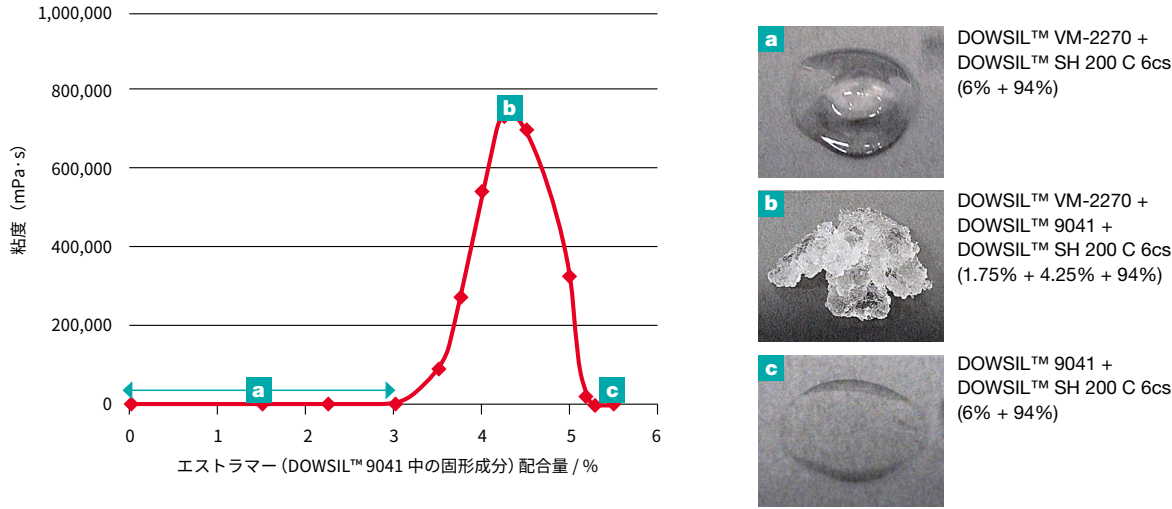 1,000,000
800,000
600,000
400,000
200,000
0
粘度（mPa·s）
b
a
c
0 1 2 3 4 5 6
エストラマー（DOWSIL™ 9041 中の固形成分）配合量 / %
a
DOWSIL™ VM-2270 +
DOWSIL™ SH 200 C 6cs
(6% + 94%)
b
DOWSIL™ VM-2270 +
DOWSIL™ 9041 +
DOWSIL™ SH 200 C 6cs
(1.75% + 4.25% + 94%)
c
DOWSIL™ 9041 +
DOWSIL™ SH 200 C 6cs
(6% + 94%)